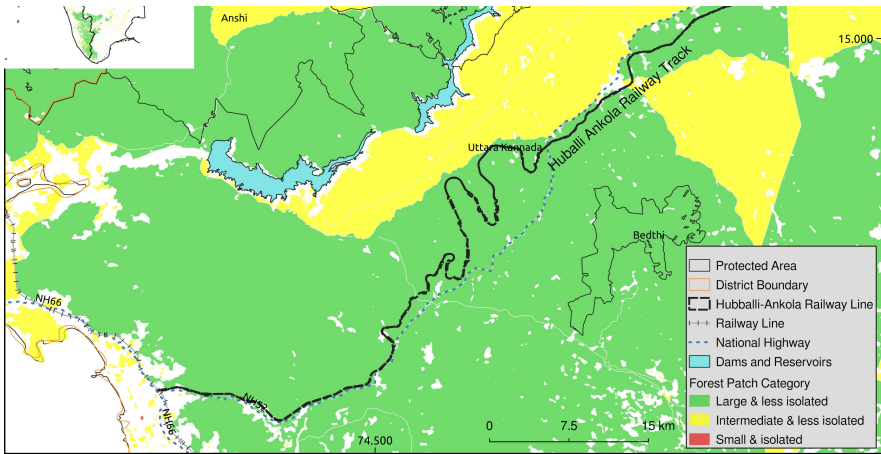 Anshi
15.000
Huballi Ankola Railway Track
Uttara Kannada
Bedthi
NH66
NH52
NH66
74.500
0 7.5 15 km
Protected Area
District Boundary
Hubballi-Ankola Railway Line
Railway Line
National Highway
Dams and Reservoirs
Forest Patch Category
Large & less isolated
Intermediate & less isolated
Small & isolated